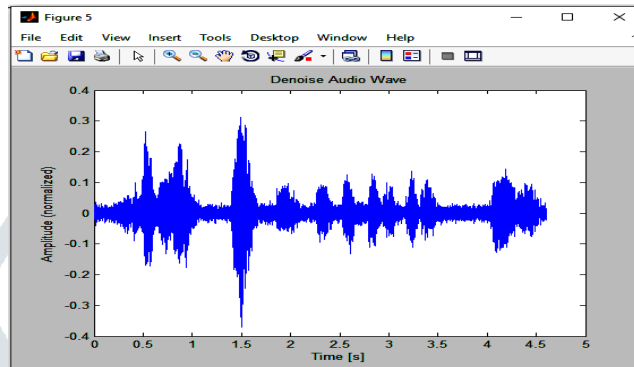 Figure 5
File Edit View Insert Tools Desktop Window Help
Denoise Audio Wave
Amplitude (normalized)
0.4
0.3
0.2
0.1
0
-0.1
-0.2
-0.3
-0.4
0 0.5 1 1.5 2 2.5 3 3.5 4 4.5 5
Time [s]